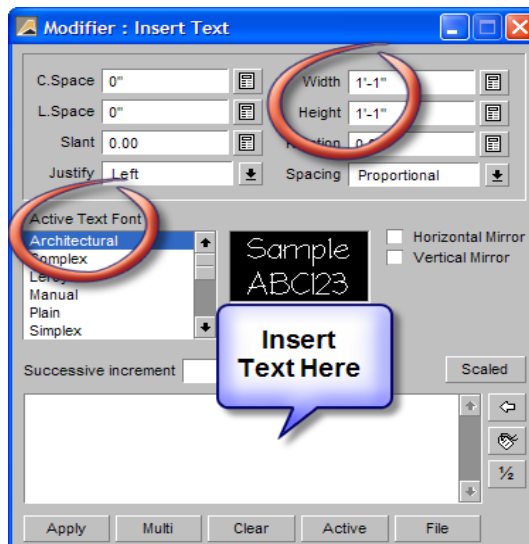 Modifier : Insert Text
C.Space 0" Width 1'-1"
L.Space 0" Height 1'-1"
Slant 0.00
Justify Left Spacing Proportional
Active Text Font
Architectural
Complex
Leroy
Manual
Plain
Simplex
Sample
ABC123
Horizontal Mirror
Vertical Mirror
Insert
Text Here
Successive increment
Scaled
½
Apply Multi Clear Active File